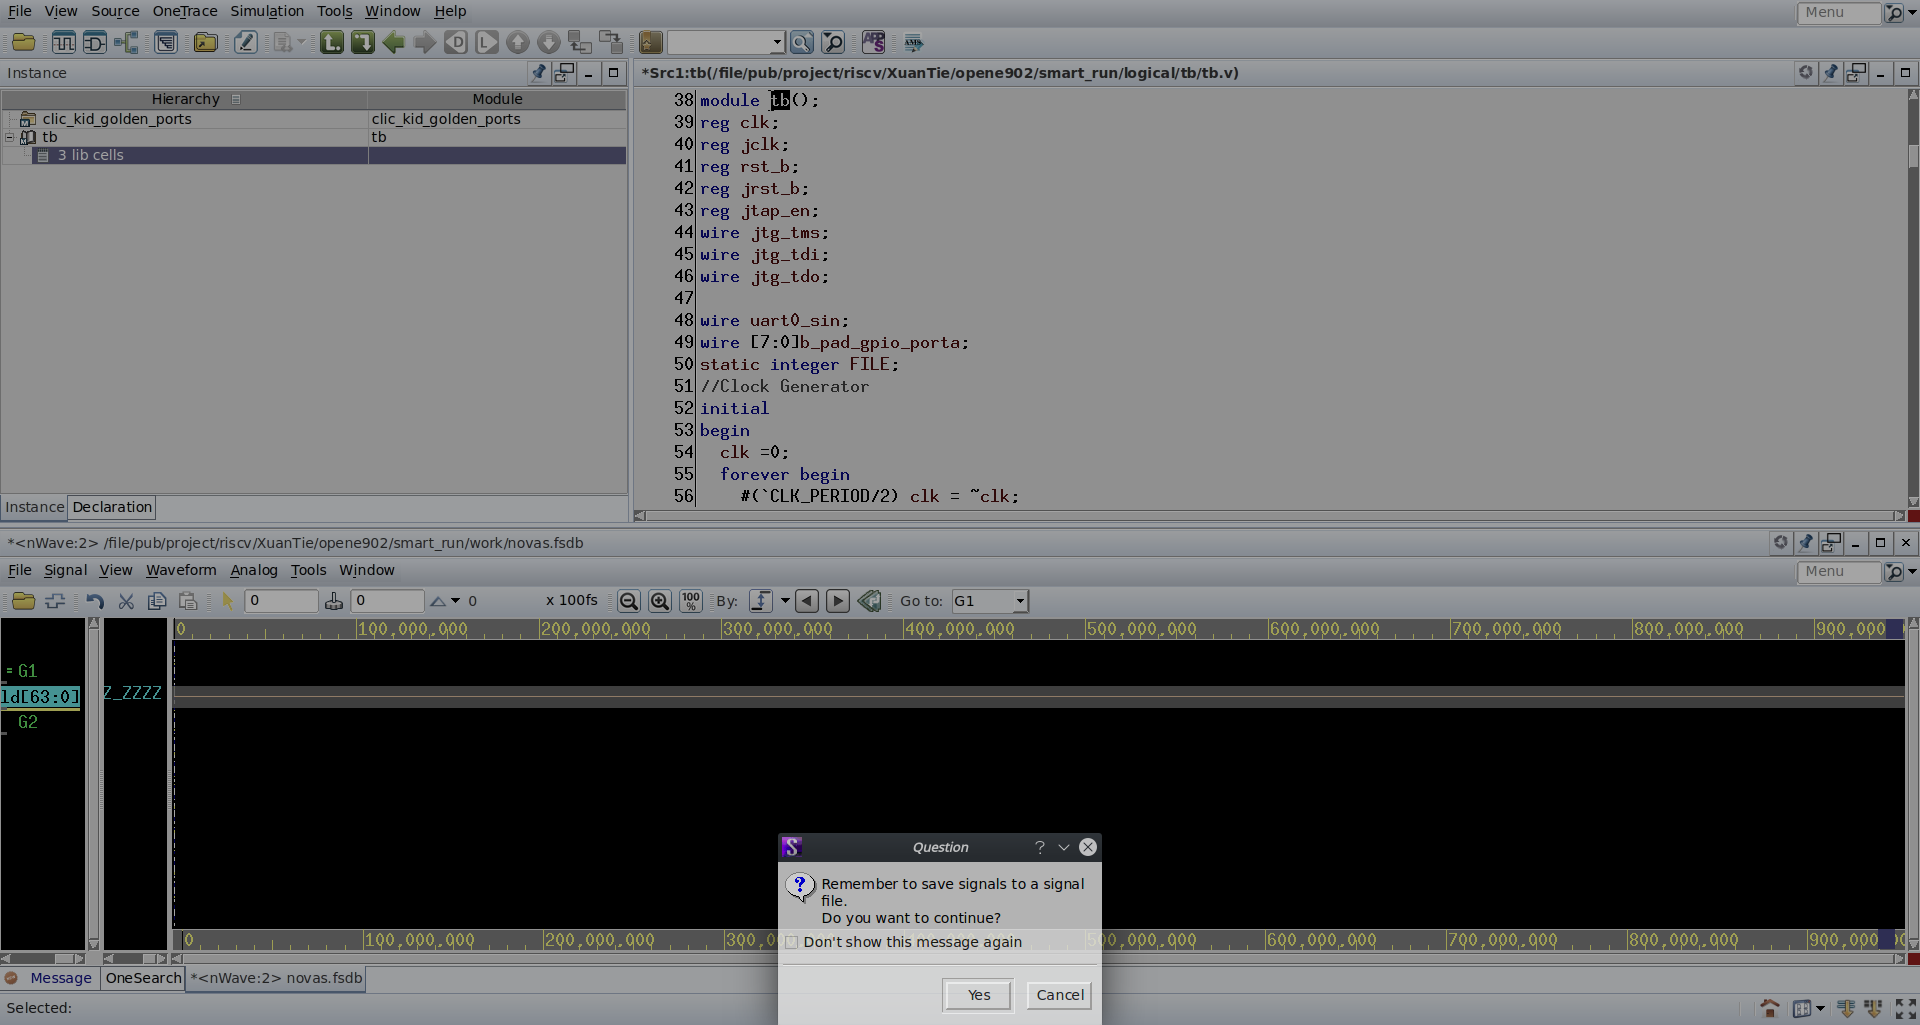 File View Source OneTrace Simulation Tools Window Help Menu
Instance
*Src1:tb(/file/pub/project/riscv/XuanTie/opene902/smart_run/logical/tb/tb.v)
Hierarchy Module
clic_kid_golden_ports clic_kid_golden_ports
tb tb
3 lib cells
38 module tb();
39 reg clk;
40 reg jclk;
41 reg rst_b;
42 reg jrst_b;
43 reg jtap_en;
44 wire jtg_tms;
45 wire jtg_tdi;
46 wire jtg_tdo;
47
48 wire uart0_sin;
49 wire [7:0]b_pad_gpio_porta;
50 static integer FILE;
51 //Clock Generator
52 initial
53 begin
54 clk =0;
55 forever begin
56 #(`CLK_PERIOD/2) clk = ~clk;
Instance Declaration
*<nWave:2> /file/pub/project/riscv/XuanTie/opene902/smart_run/work/novas.fsdb
File Signal View Waveform Analog Tools Window Menu
0 0 0 x 100fs 100 % By: Go to: G1
0 100,000,000 200,000,000 300,000,000 400,000,000 500,000,000 600,000,000 700,000,000 800,000,000 900,000
= G1
ld[63:0] Z_ZZZZ
G2
Question
Remember to save signals to a signal
file.
Do you want to continue?
Don't show this message again
0 100,000,000 200,000,000 300,0 500,000,000 600,000,000 700,000,000 800,000,000 900,000
Yes Cancel
Message OneSearch *<nWave:2> novas.fsdb
Selected: